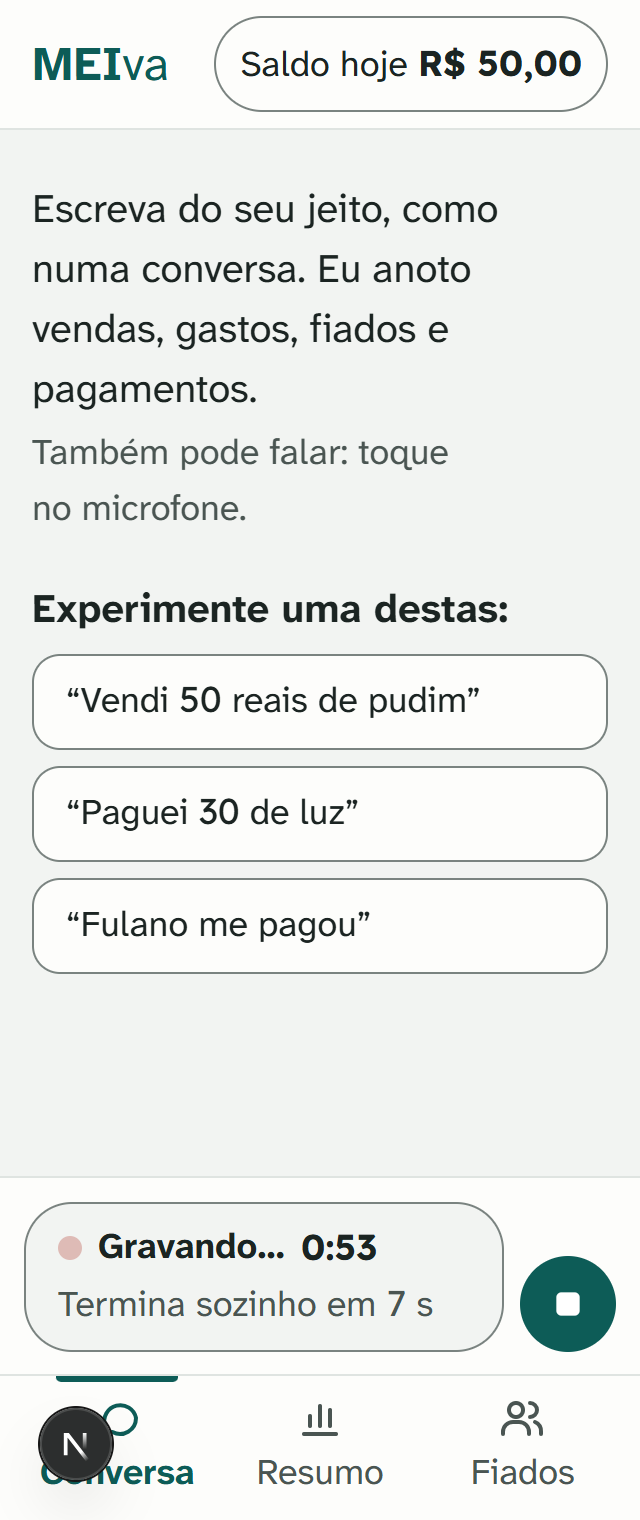 MEIva
Saldo hoje R$ 50,00
Escreva do seu jeito, como
numa conversa. Eu anoto
vendas, gastos, fiados e
pagamentos.
Também pode falar: toque
no microfone.
Experimente uma destas:
“Vendi 50 reais de pudim”
“Paguei 30 de luz”
“Fulano me pagou”
Gravando... 0:53
Termina sozinho em 7 s
N
Conversa
Resumo
Fiados